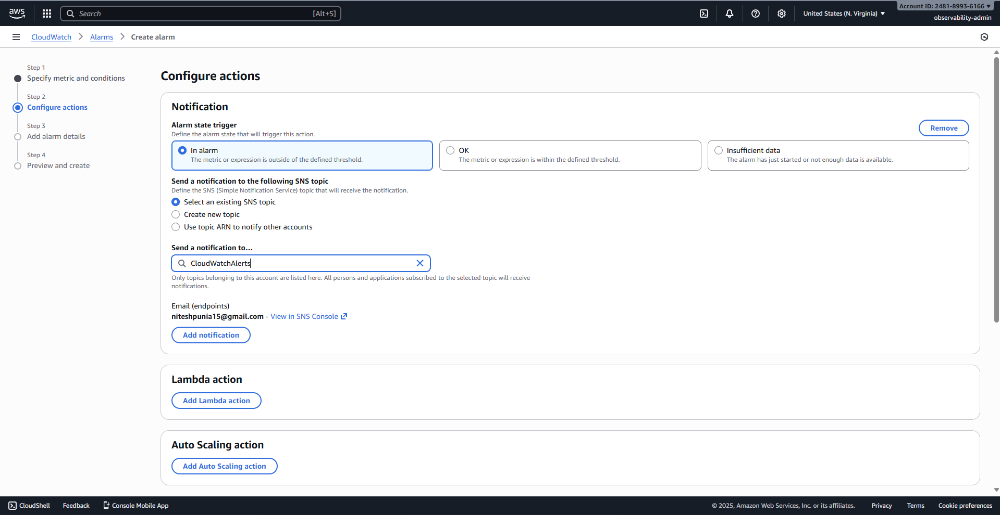 aws
Search [Alt+S]
United States (N. Virginia)
Account ID: 2481-8993-6166
observability-admin
CloudWatch
Alarms
Create alarm
Step 1
Specify metric and conditions
Step 2
Configure actions
Step 3
Add alarm details
Step 4
Preview and create
Configure actions
Notification
Alarm state trigger
Define the alarm state that will trigger this action.
Remove
In alarm
The metric or expression is outside of the defined threshold.
OK
The metric or expression is within the defined threshold.
Insufficient data
The alarm has just started or not enough data is available.
Send a notification to the following SNS topic
Define the SNS (Simple Notification Service) topic that will receive the notification.
Select an existing SNS topic
Create new topic
Use topic ARN to notify other accounts
Send a notification to…
CloudWatchAlerts
Only topics belonging to this account are listed here. All persons and applications subscribed to the selected topic will receive
notifications.
Email (endpoints)
niteshpunia15@gmail.com - View in SNS Console
Add notification
Lambda action
Add Lambda action
Auto Scaling action
Add Auto Scaling action
CloudShell
Feedback
Console Mobile App
© 2025, Amazon Web Services, Inc. or its affiliates.
Privacy
Terms
Cookie preferences